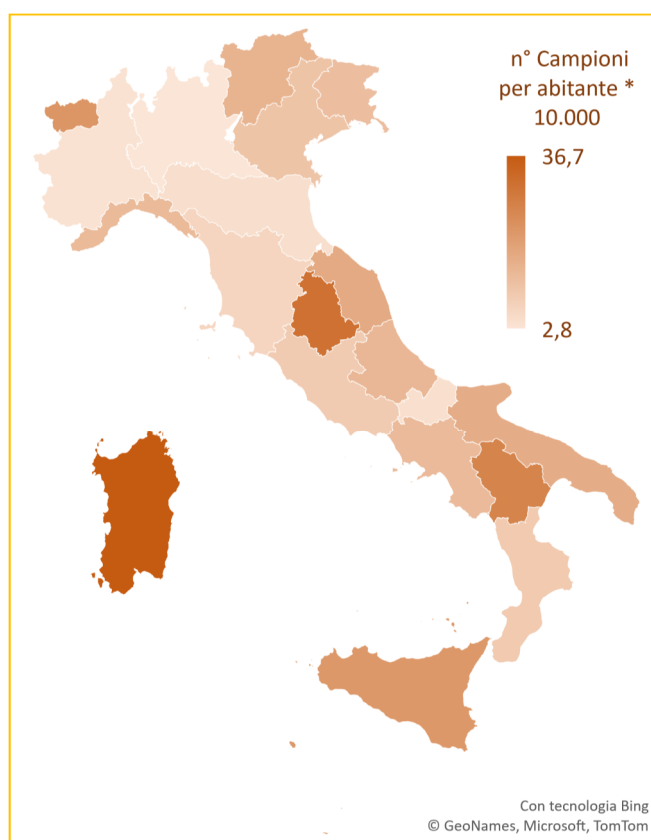 n° Campioni
per abitante *
10.000
36,7
2,8
Con tecnologia Bing
© GeoNames, Microsoft, TomTom